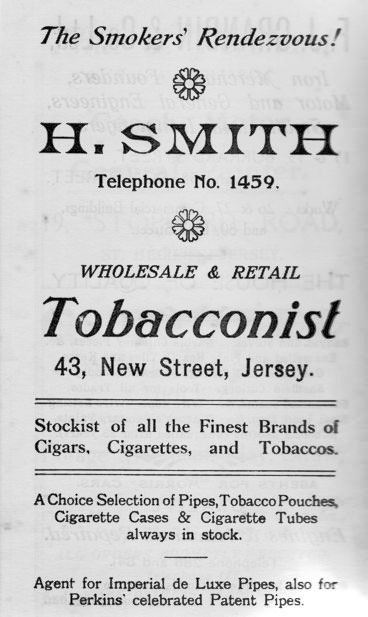 The Smokers' Rendezvous!
H. SMITH
Telephone No. 1459.
WHOLESALE & RETAIL
Tobacconist
43, New Street, Jersey.
Stockist of all the Finest Brands of
Cigars, Cigarettes, and Tobaccos.
A Choice Selection of Pipes, Tobacco Pouches,
Cigarette Cases & Cigarette Tubes
always in stock.
Agent for Imperial de Luxe Pipes, also for
Perkins' celebrated Patent Pipes.